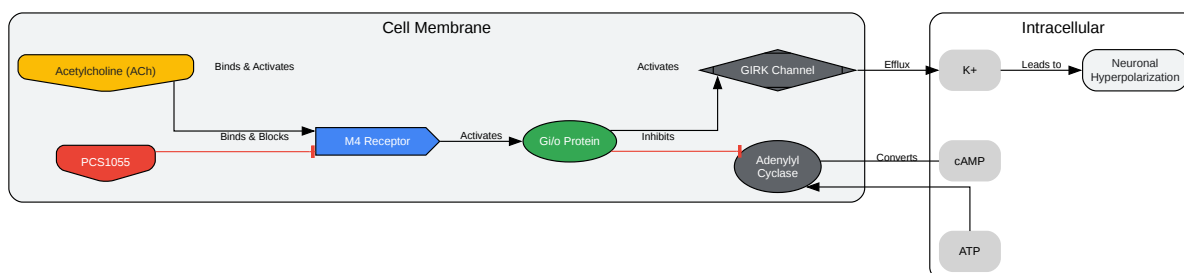 Cell Membrane
Intracellular
Acetylcholine (ACh)
Binds & Activates
Activates
GIRK Channel
Efflux
K+
Leads to
Neuronal
Hyperpolarization
Binds & Blocks
M4 Receptor
Activates
Gi/o Protein
Inhibits
PCS1055
Adenylyl
Cyclase
Converts
cAMP
ATP